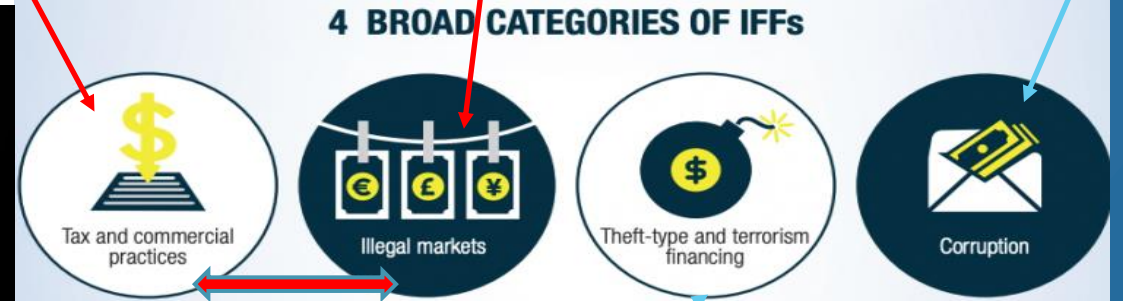 4 BROAD CATEGORIES OF IFFs
$
€ £ ¥
$
Tax and commercial
practices
Illegal markets
Theft-type and terrorism
financing
Corruption